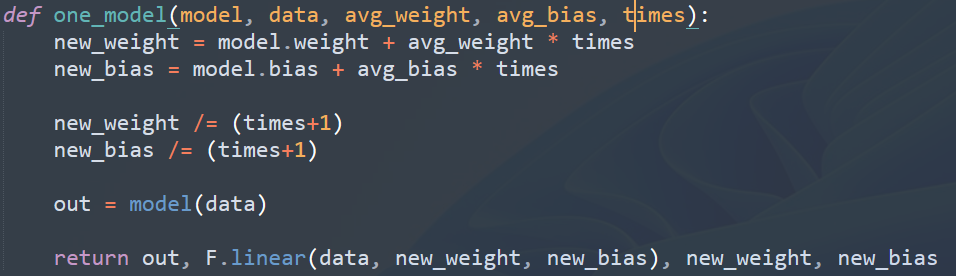 def one_model(model, data, avg_weight, avg_bias, times):
    new_weight = model.weight + avg_weight * times
    new_bias = model.bias + avg_bias * times
    new_weight /= (times+1)
    new_bias /= (times+1)
    out = model(data)
    return out, F.linear(data, new_weight, new_bias), new_weight, new_bias